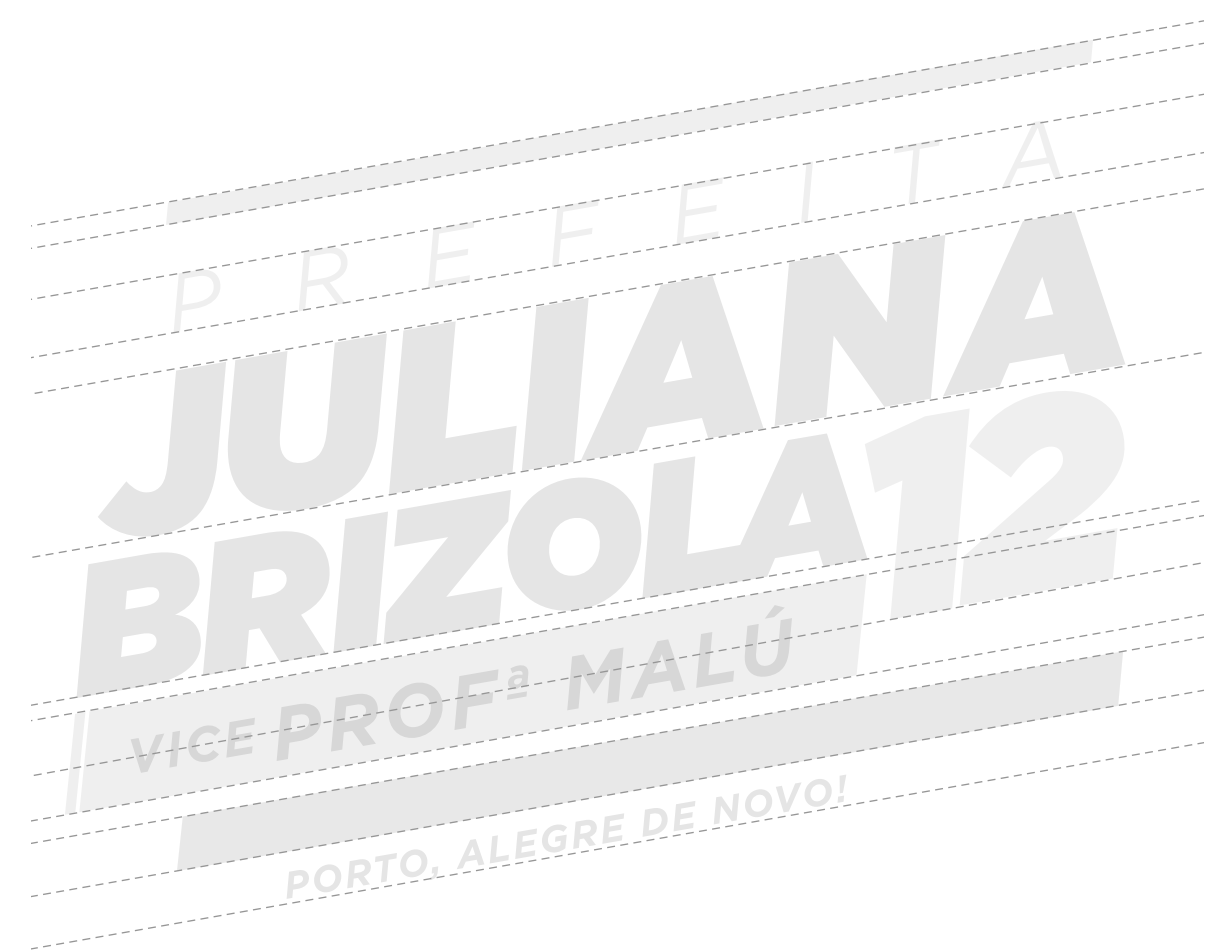 PREFEITA
JULIANA
BRIZOLA 12
VICE PROFª MALÚ
PORTO, ALEGRE DE NOVO!